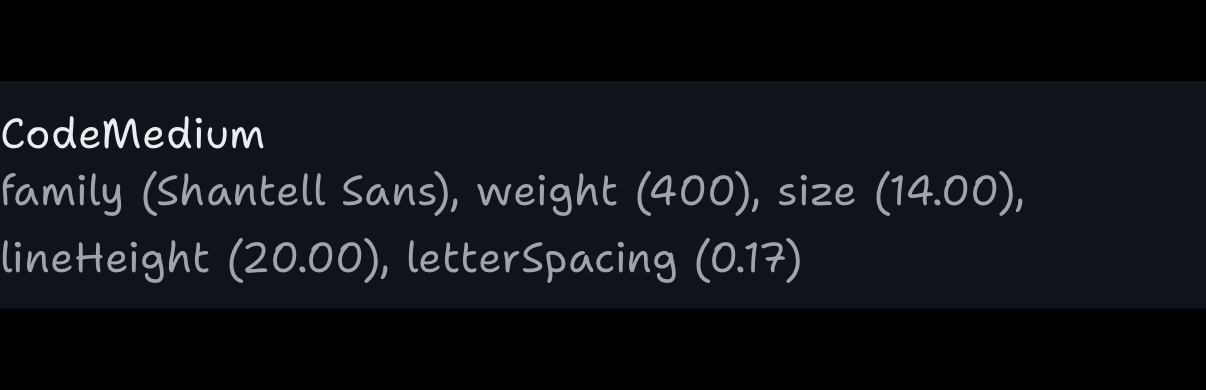 CodeMedium
family (Shantell Sans), weight (400), size (14.00),
lineHeight (20.00), letterSpacing (0.17)